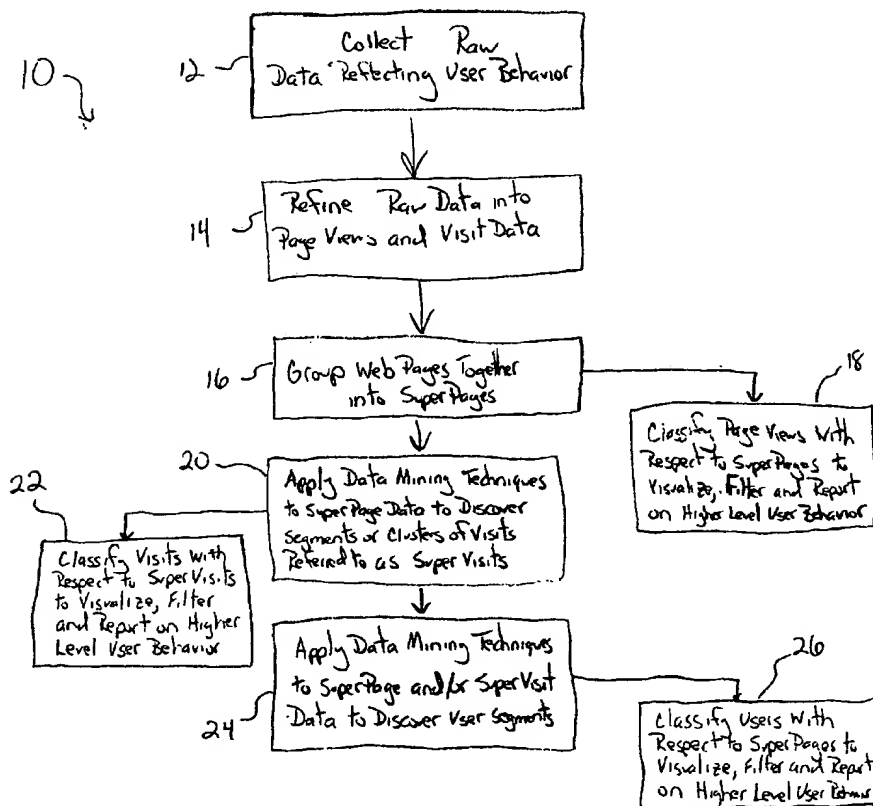 10
12
Collect Raw
Data Reflecting User Behavior
14
Refine Raw Data into
Page Views and Visit Data
16
Group Web Pages Together
into SuperPages
18
Classify Page Views With
Respect to SuperPages to
Visualize, Filter and Report
on Higher Level User Behavior
20
Apply Data Mining Techniques
to SuperPage Data to Discover
Segments or Clusters of Visits
Referred to as Super Visits
22
Classify Visits With
Respect to SuperVisits
to Visualize, Filter
and Report on Higher
Level User Behavior
24
Apply Data Mining Techniques
to SuperPage and/or SuperVisit
Data to Discover User Segments
26
Classify Users With
Respect to SuperPages to
Visualize, Filter and Report
on Higher Level User Behavior